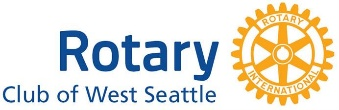 Rotary
Club of West Seattle
ROTARY
INTERNATIONAL